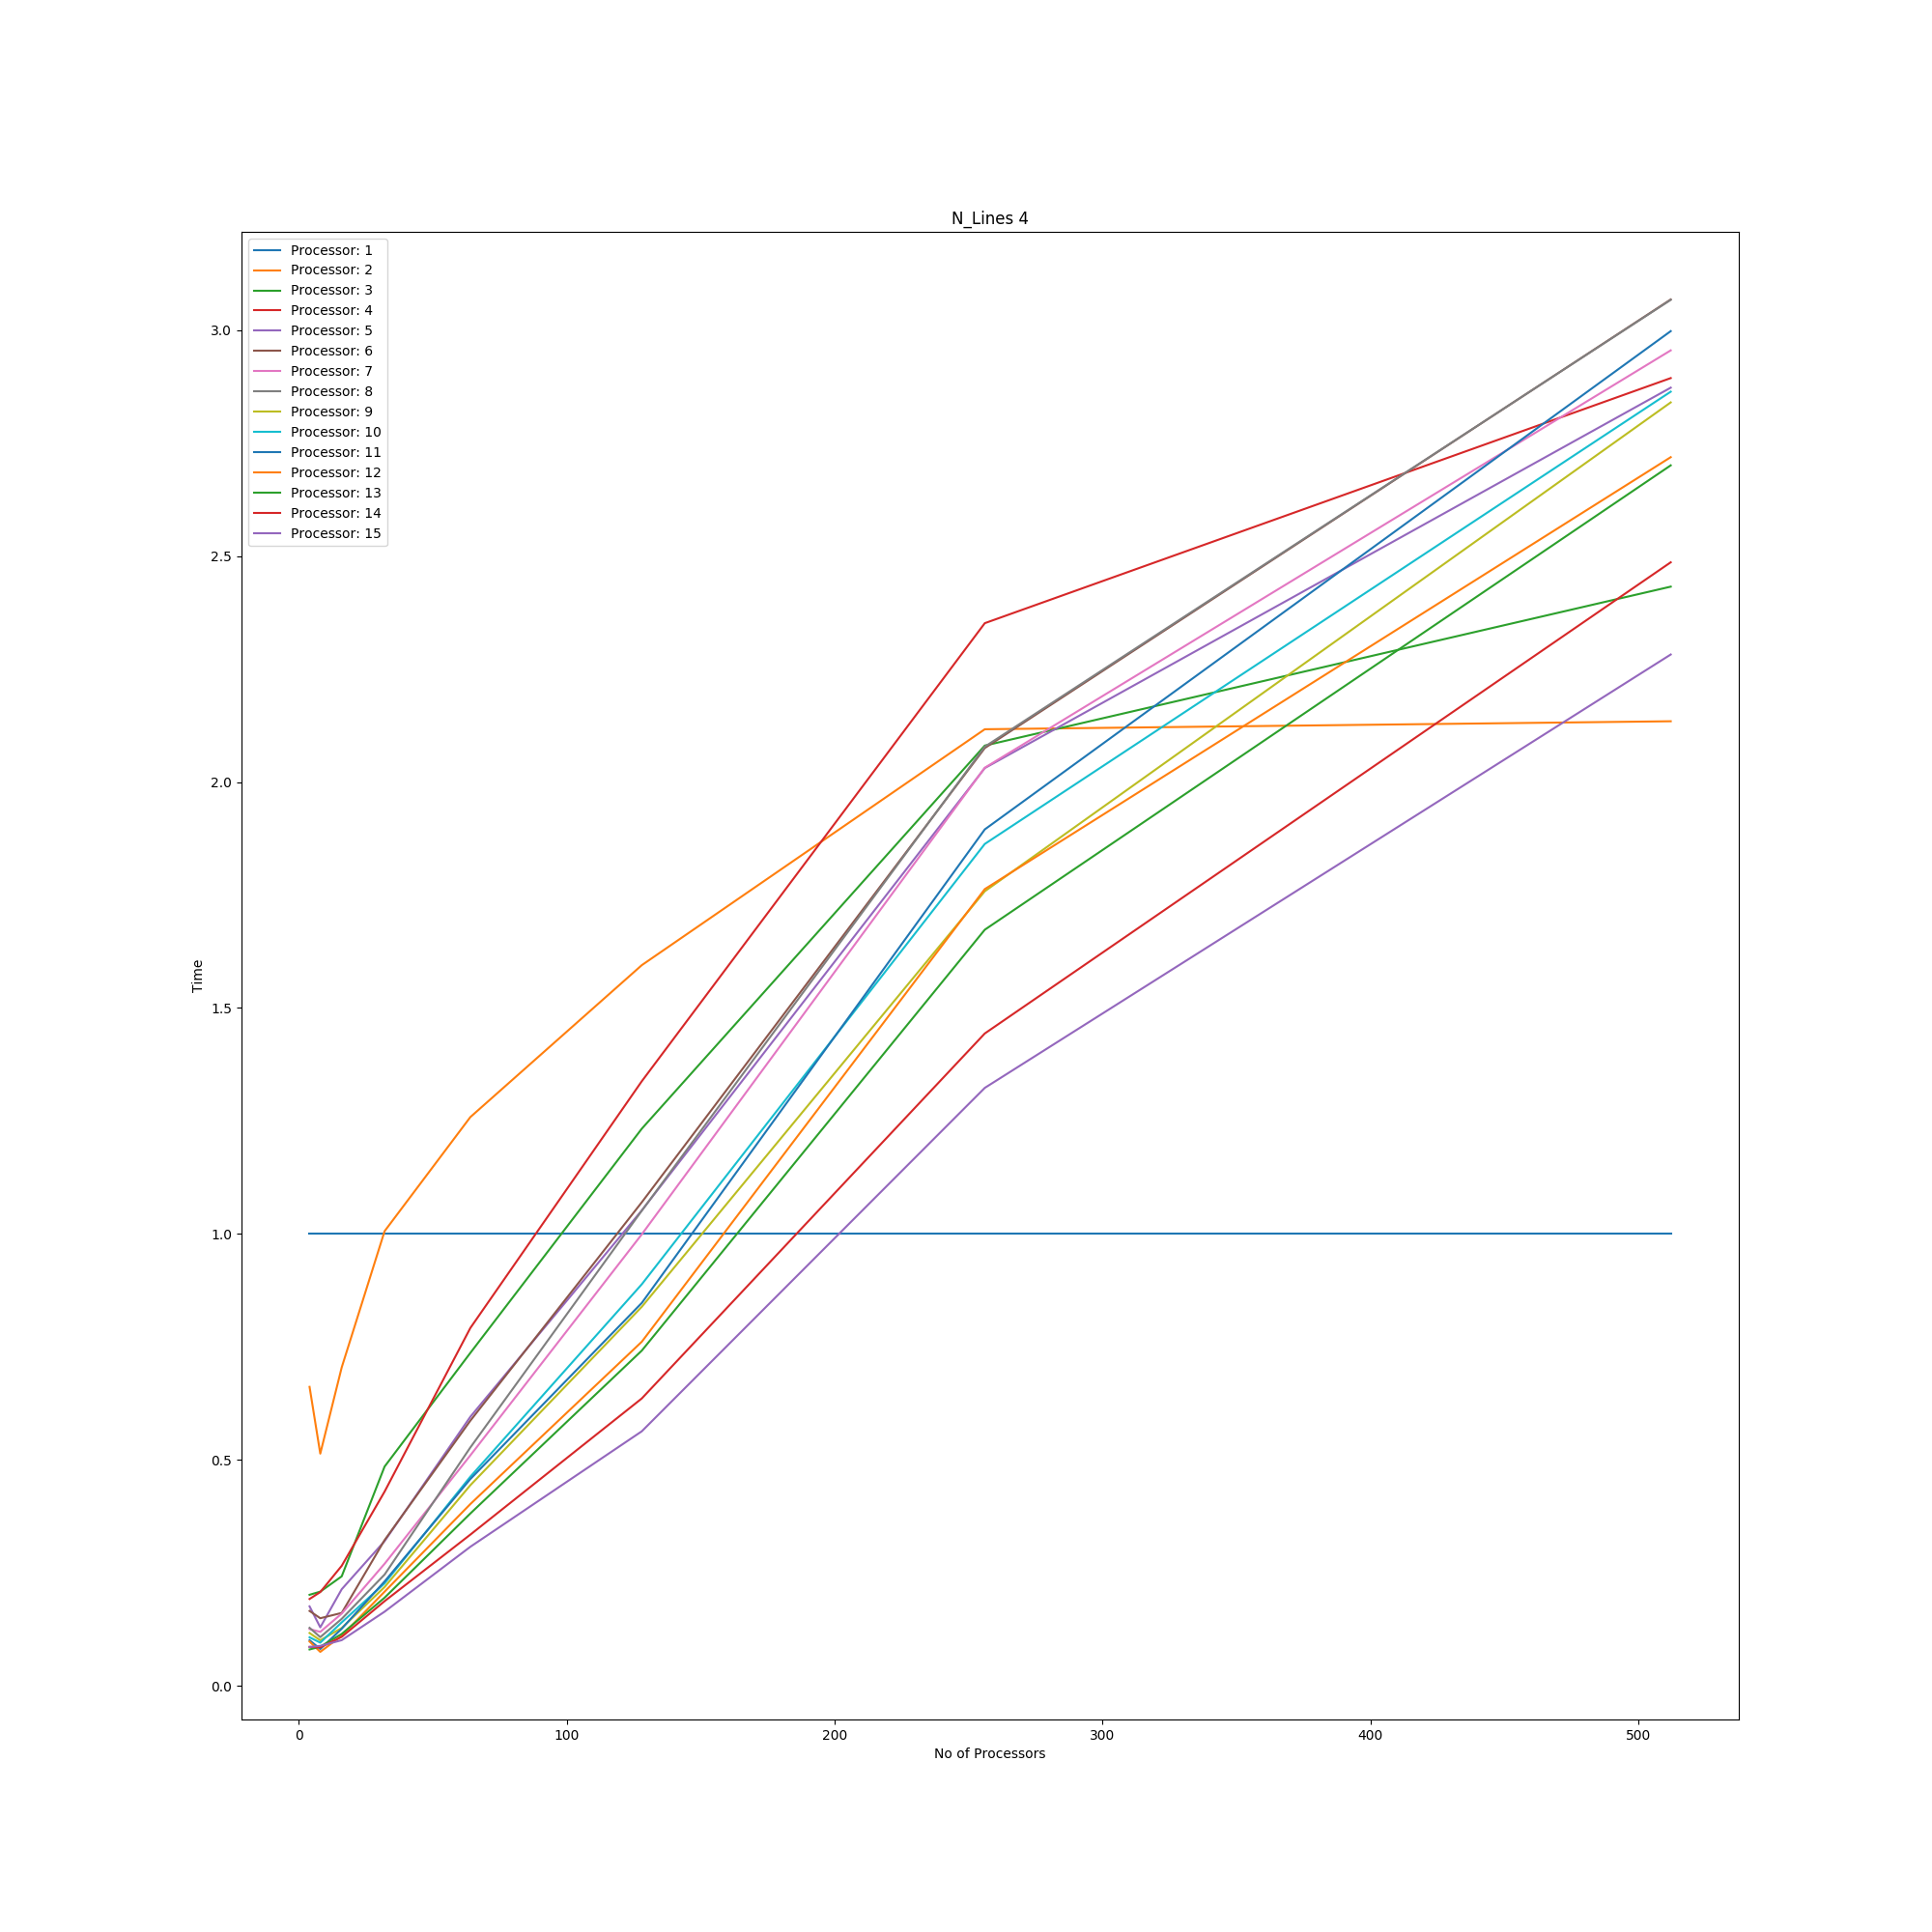 N_Lines 4
Processor: 1
Processor: 2
Processor: 3
Processor: 4
Processor: 5
Processor: 6
Processor: 7
Processor: 8
Processor: 9
Processor: 10
Processor: 11
Processor: 12
Processor: 13
Processor: 14
Processor: 15
3.0
2.5
2.0
1.5
1.0
0.5
0.0
Time
0 100 200 300 400 500
No of Processors